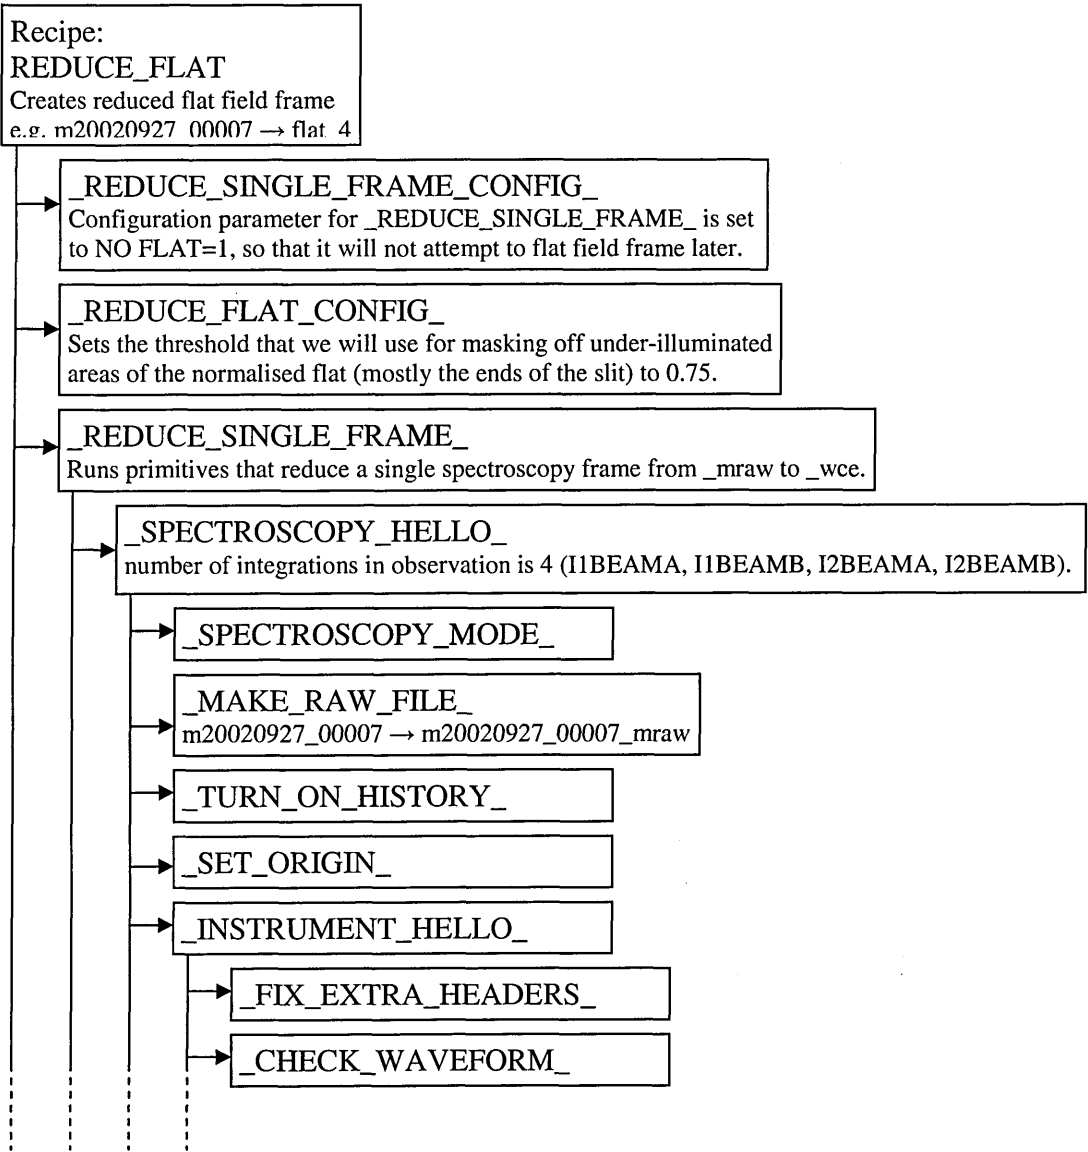 Recipe:
REDUCE_FLAT
Creates reduced flat field frame
e.g. m20020927_00007 → flat_4
_REDUCE_SINGLE_FRAME_CONFIG_
Configuration parameter for _REDUCE_SINGLE_FRAME_ is set
to NO FLAT=1, so that it will not attempt to flat field frame later.
_REDUCE_FLAT_CONFIG_
Sets the threshold that we will use for masking off under-illuminated
areas of the normalised flat (mostly the ends of the slit) to 0.75.
_REDUCE_SINGLE_FRAME_
Runs primitives that reduce a single spectroscopy frame from _mraw to _wce.
_SPECTROSCOPY_HELLO_
number of integrations in observation is 4 (I1BEAMA, I1BEAMB, I2BEAMA, I2BEAMB).
_SPECTROSCOPY_MODE_
_MAKE_RAW_FILE_
m20020927_00007 → m20020927_00007_mraw
_TURN_ON_HISTORY_
_SET_ORIGIN_
_INSTRUMENT_HELLO_
_FIX_EXTRA_HEADERS_
_CHECK_WAVEFORM_